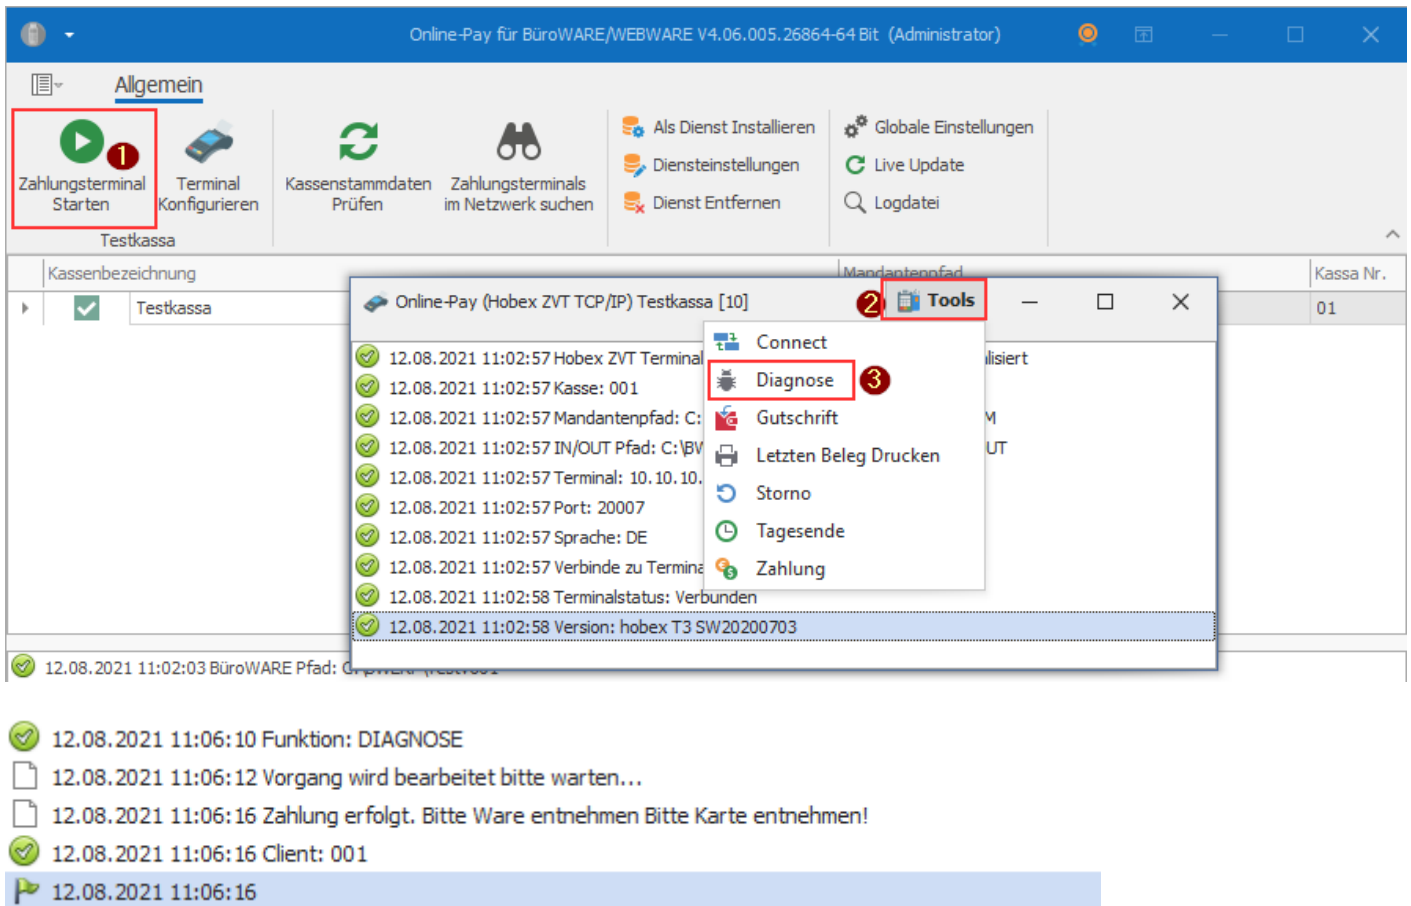 Online-Pay für BüroWARE/WEBWARE V4.06.005.26864-64 Bit (Administrator)
Allgemein
1
Zahlungsterminal
Starten
Terminal
Konfigurieren
Kassenstammdaten
Prüfen
Zahlungsterminals
im Netzwerk suchen
Als Dienst Installieren
Diensteinstellungen
Dienst Entfernen
Globale Einstellungen
Live Update
Logdatei
Testkassa
Kassenbezeichnung
Mandantenpfad
Kassa Nr.
Testkassa
01
Online-Pay (Hobex ZVT TCP/IP) Testkassa [10]
2
Tools
Connect
Diagnose
3
Gutschrift
Letzten Beleg Drucken
Storno
Tagesende
Zahlung
12.08.2021 11:02:57 Hobex ZVT Terminal
lisiert
12.08.2021 11:02:57 Kasse: 001
12.08.2021 11:02:57 Mandantenpfad: C:
M
12.08.2021 11:02:57 IN/OUT Pfad: C:\BW
UT
12.08.2021 11:02:57 Terminal: 10.10.10.
12.08.2021 11:02:57 Port: 20007
12.08.2021 11:02:57 Sprache: DE
12.08.2021 11:02:57 Verbinde zu Termina
12.08.2021 11:02:58 Terminalstatus: Verbunden
12.08.2021 11:02:58 Version: hobex T3 SW20200703
12.08.2021 11:02:03 BüroWARE Pfad:
12.08.2021 11:06:10 Funktion: DIAGNOSE
12.08.2021 11:06:12 Vorgang wird bearbeitet bitte warten...
12.08.2021 11:06:16 Zahlung erfolgt. Bitte Ware entnehmen Bitte Karte entnehmen!
12.08.2021 11:06:16 Client: 001
12.08.2021 11:06:16